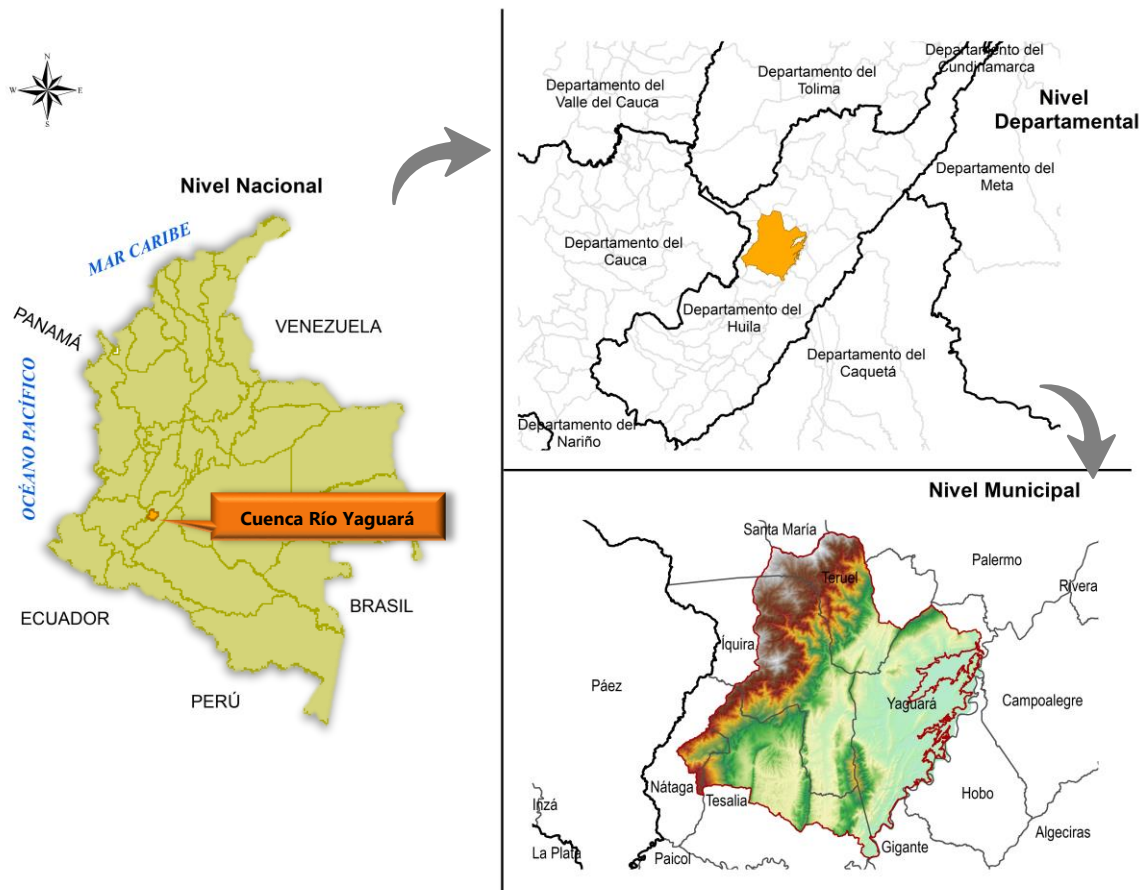 N
W
E
S
Nivel Nacional
MAR CARIBE
PANAMÁ
VENEZUELA
OCÉANO PACÍFICO
Cuenca Río Yaguará
ECUADOR
BRASIL
PERÚ
Departamento del
Cundinamarca
Departamento del
Valle del Cauca
Departamento del
Tolima
Nivel
Departamental
Departamento del
Meta
Departamento del
Cauca
Departamento del
Huila
Departamento del
Caquetá
Departamento del
Nariño
Nivel Municipal
Santa María
Teruel
Palermo
Rivera
Íquira
Páez
Yaguará
Campoalegre
Nátaga
Tesalia
Hobo
Inzá
La Plata
Paicol
Gigante
Algeciras